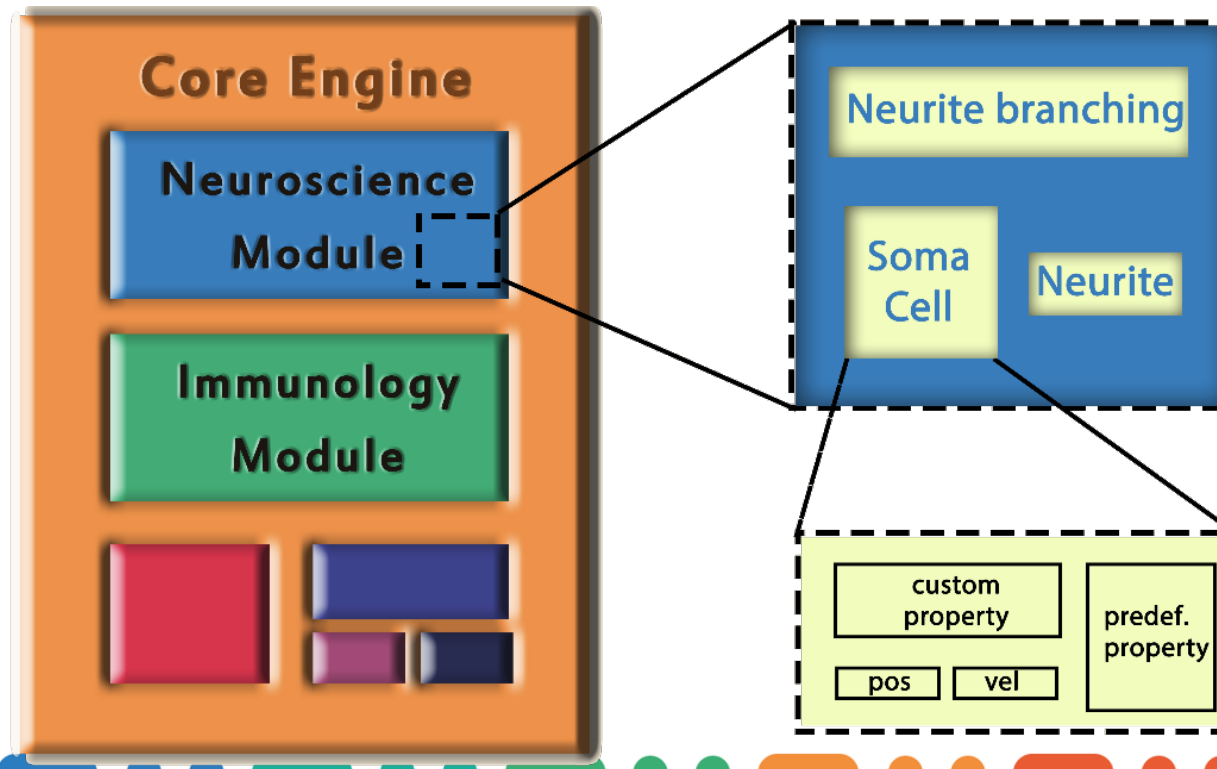 Core Engine
Neuroscience
Module
Immunology
Module
Neurite branching
Soma
Cell
Neurite
custom
property
predef.
property
pos
vel